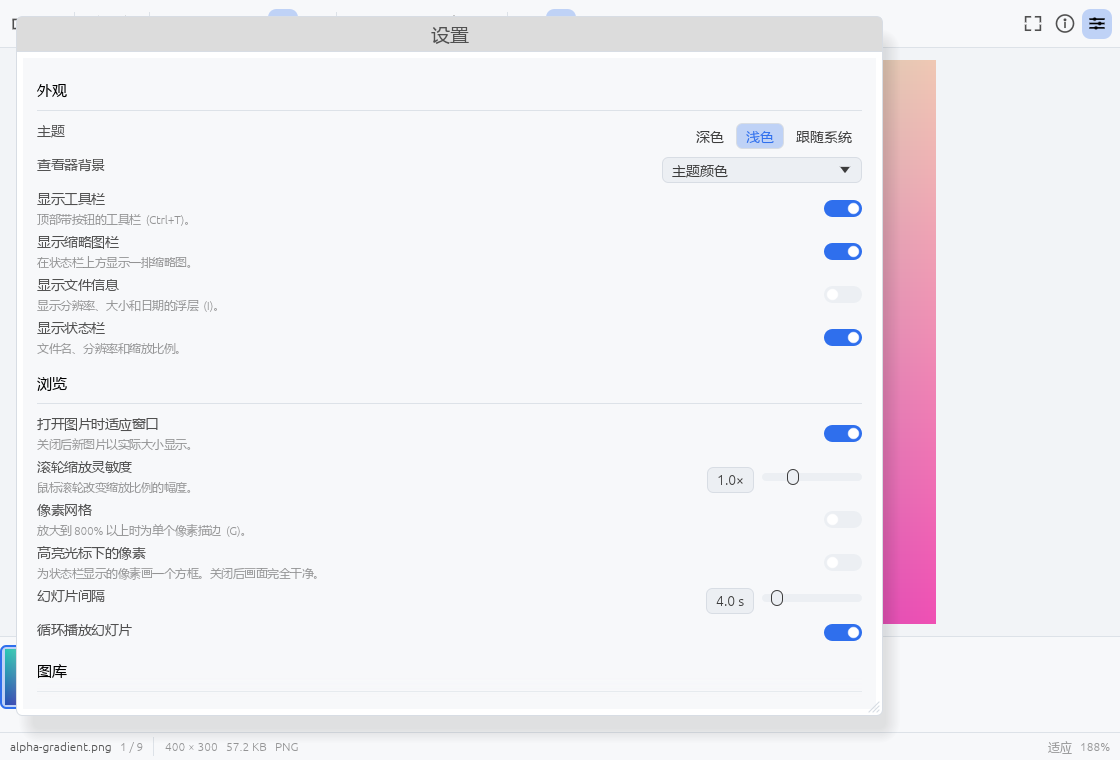 设置
外观
主题
深色 浅色 跟随系统
查看器背景
主题颜色
显示工具栏
顶部带按钮的工具栏 (Ctrl+T)。
显示缩略图栏
在状态栏上方显示一排缩略图。
显示文件信息
显示分辨率、大小和日期的浮层 (I)。
显示状态栏
文件名、分辨率和缩放比例。
浏览
打开图片时适应窗口
关闭后新图片以实际大小显示。
滚轮缩放灵敏度
1.0×
鼠标滚轮改变缩放比例的幅度。
像素网格
放大到 800% 以上时为单个像素描边 (G)。
高亮光标下的像素
为状态栏显示的像素画一个方框。关闭后画面完全干净。
幻灯片间隔
4.0 s
循环播放幻灯片
图库
alpha-gradient.png 1 / 9 400 × 300 57.2 KB PNG 适应 188%